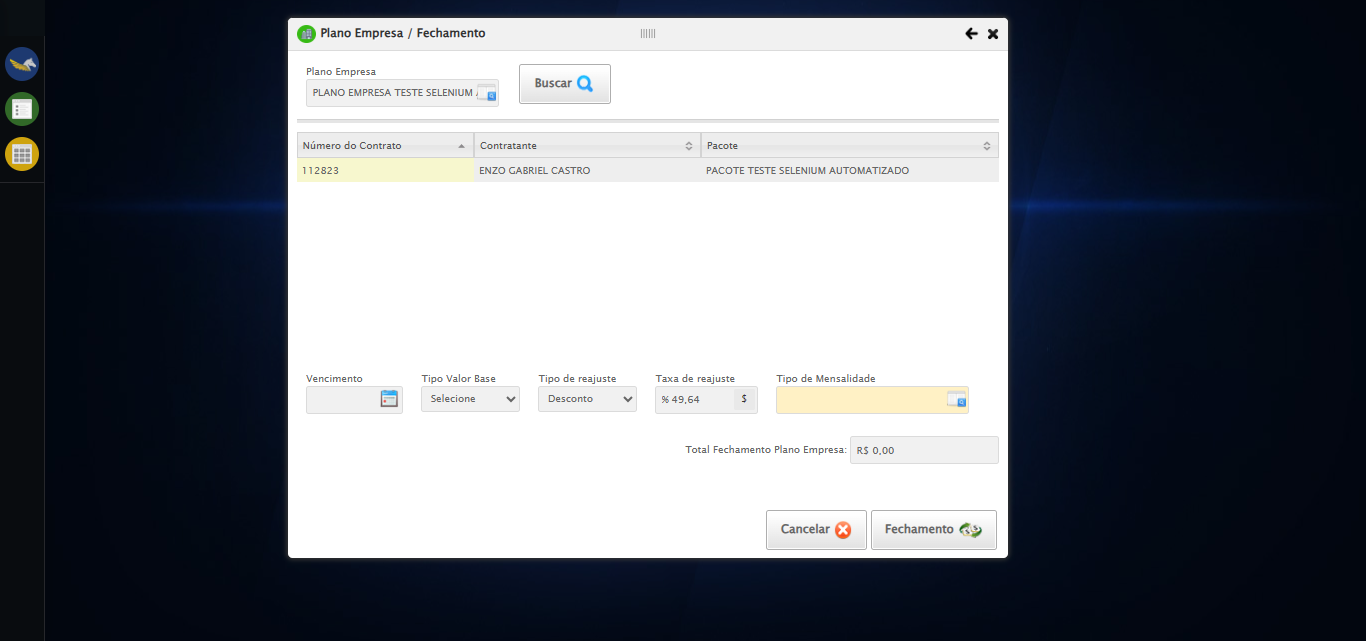 Plano Empresa / Fechamento
Plano Empresa
PLANO EMPRESA TESTE SELENIUM
Buscar
Número do Contrato Contratante Pacote
112823 ENZO GABRIEL CASTRO PACOTE TESTE SELENIUM AUTOMATIZADO
Vencimento Tipo Valor Base Tipo de reajuste Taxa de reajuste Tipo de Mensalidade
Selecione Desconto % 49,64 $
Total Fechamento Plano Empresa: R$ 0,00
Cancelar Fechamento